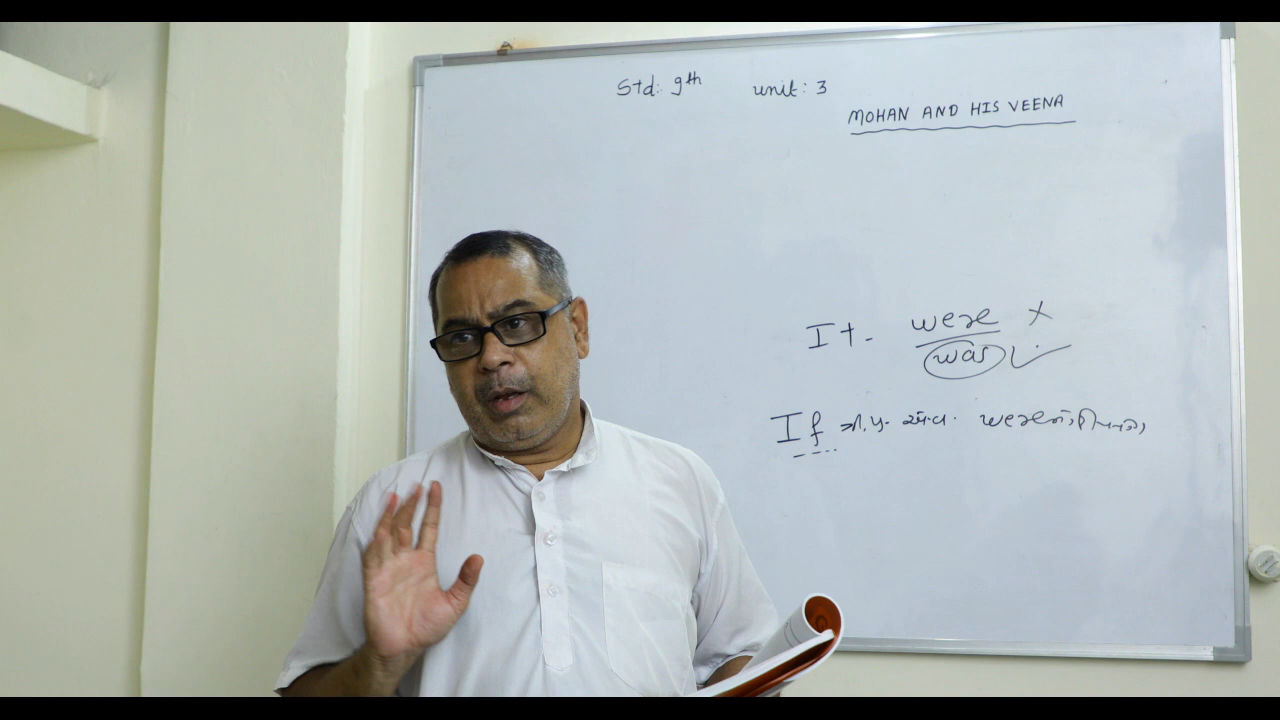 Std: 9th unit: 3
MOHAN AND HIS VEENA
It - were ×
was ✓
If ત્રી. પુ. એ.વ. were નો